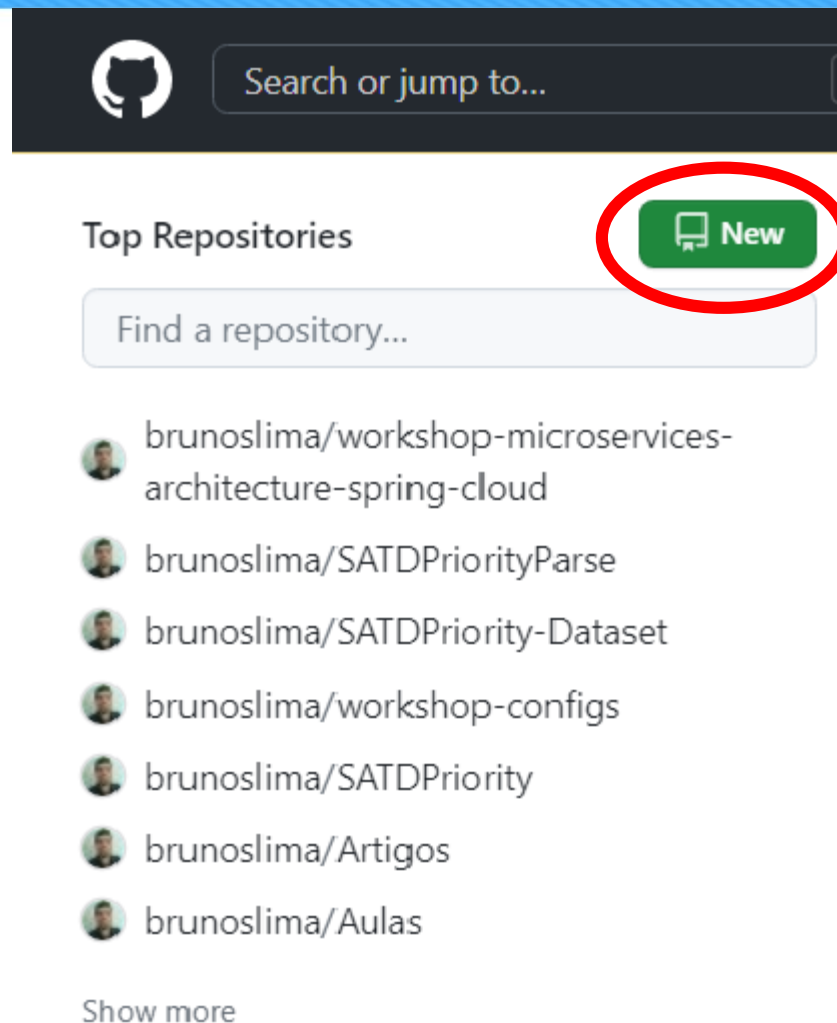 Search or jump to...
Top Repositories
New
Find a repository...
brunoslima/workshop-microservices-
architecture-spring-cloud
brunoslima/SATDPriorityParse
brunoslima/SATDPriority-Dataset
brunoslima/workshop-configs
brunoslima/SATDPriority
brunoslima/Artigos
brunoslima/Aulas
Show more